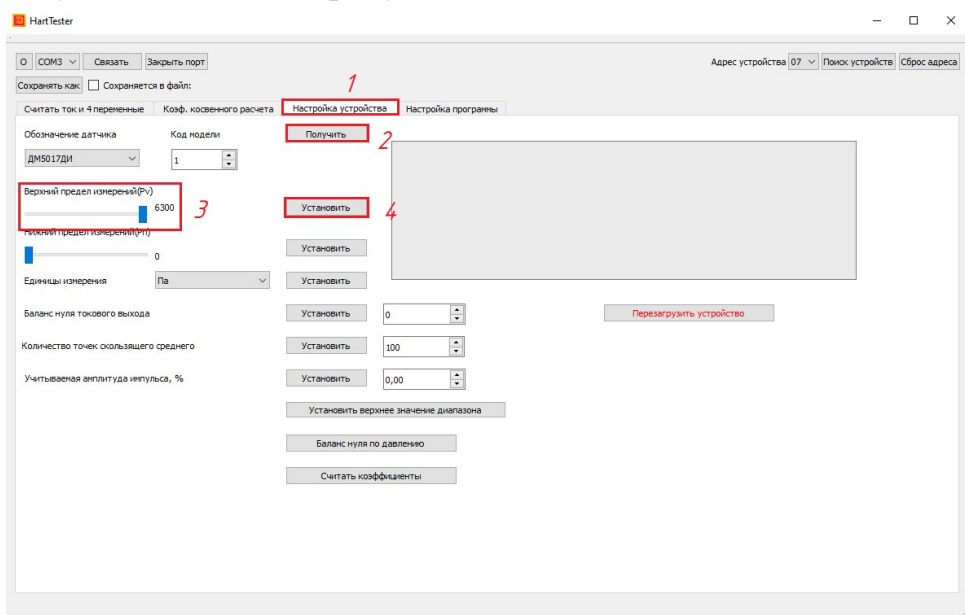 HartTester
О COM3 Связать Закрыть порт Адрес устройства 07 Поиск устройств Сброс адреса
Сохранять как Сохраняется в файл:
1
Считать ток и 4 переменные Коэф. косвенного расчета Настройка устройства Настройка программы
Обозначение датчика Код модели Получить 2
ДМ5017ДИ 1
Верхний предел измерений(Pv)
6300 3 Установить 4
Нижний предел измерений(Pn)
0 Установить
Единицы измерения Па Установить
Баланс нуля токового выхода Установить 0 Перезагрузить устройство
Количество точек скользящего среднего Установить 100
Учитываемая амплитуда импульса, % Установить 0,00
Установить верхнее значение диапазона
Баланс нуля по давлению
Считать коэффициенты